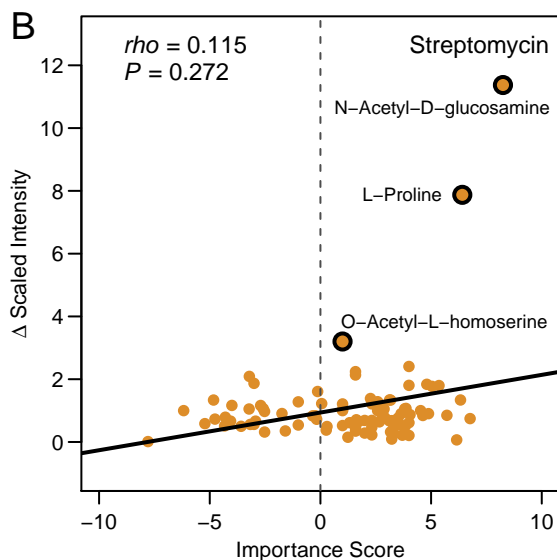 B
rho = 0.115
P = 0.272
Streptomycin
N−Acetyl−D−glucosamine
L−Proline
O−Acetyl−L−homoserine
Δ Scaled Intensity
12
10
8
6
4
2
0
−10 −5 0 5 10
Importance Score